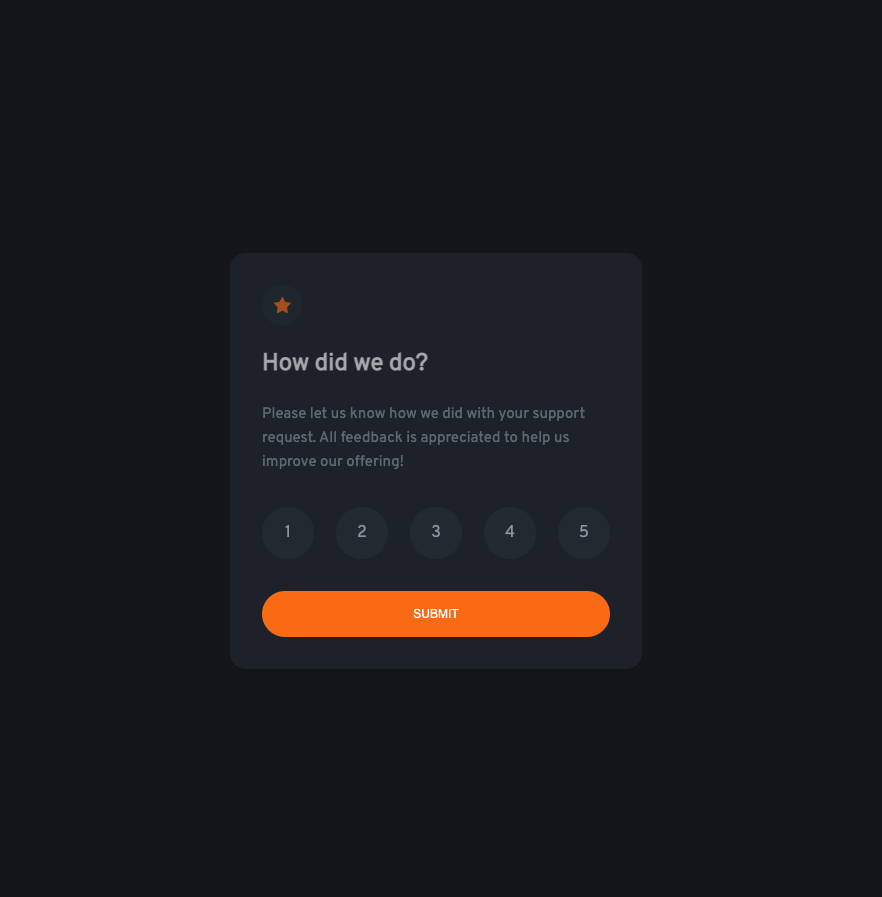 How did we do?
Please let us know how we did with your support
request. All feedback is appreciated to help us
improve our offering!
1 2 3 4 5
SUBMIT